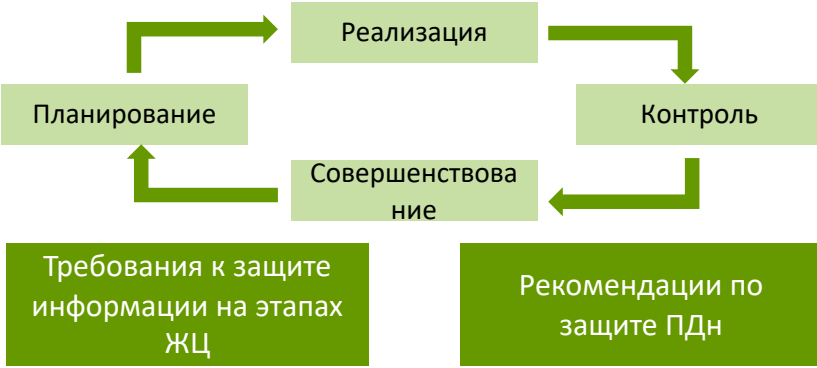 Реализация
Планирование
Контроль
Совершенствова
ние
Требования к защите
информации на этапах
ЖЦ
Рекомендации по
защите ПДн